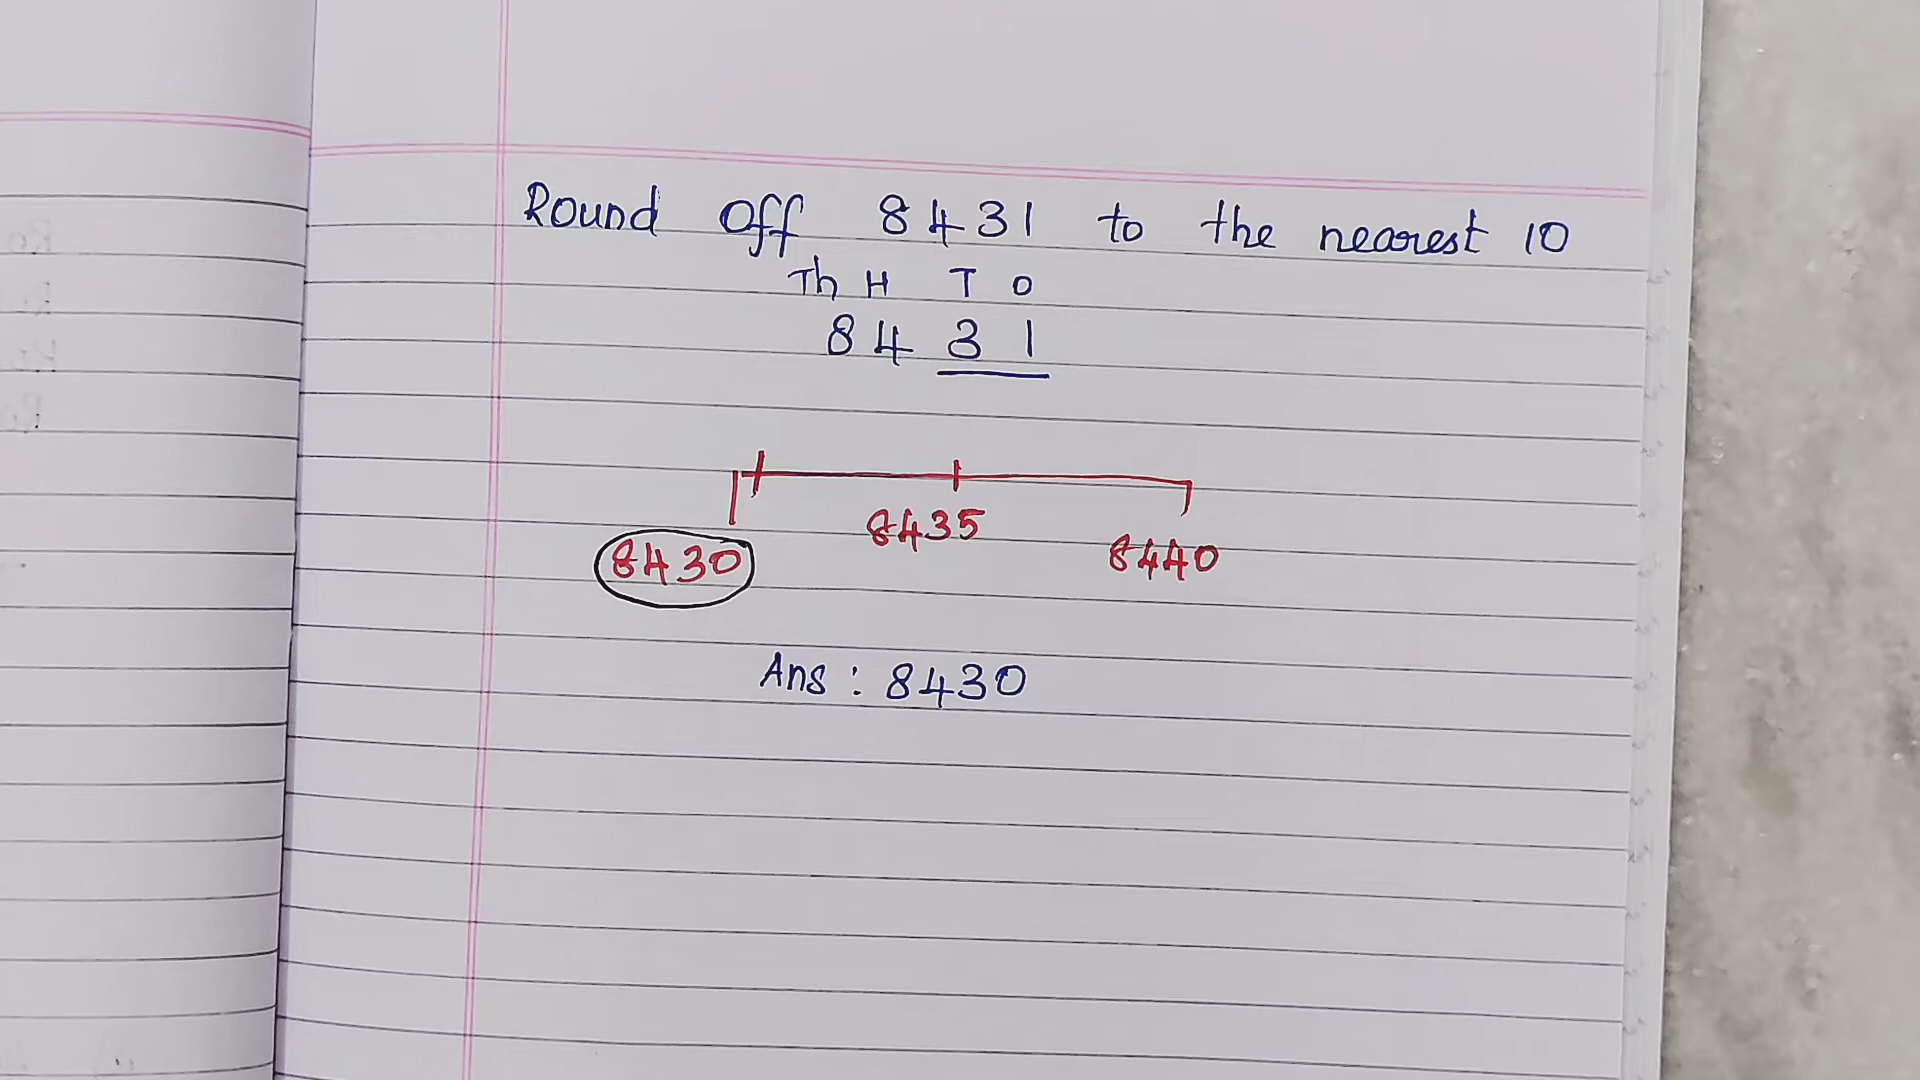 Round Off 8431 to the nearest 10
Th H T O
8 4 3 1
8435
8430 8440
Ans : 8430